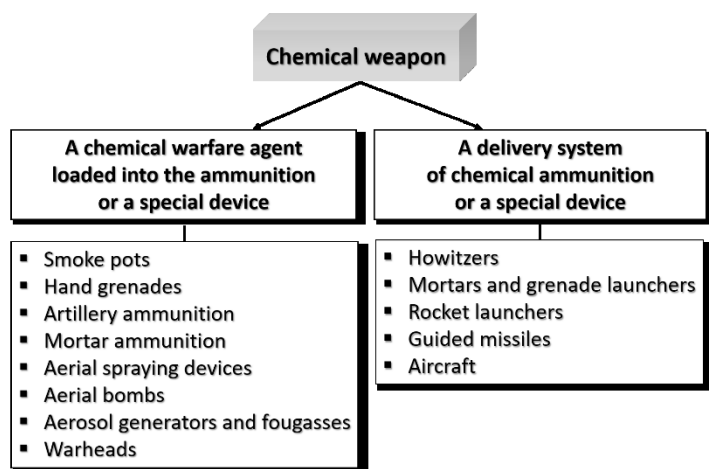 Chemical weapon
A chemical warfare agent
loaded into the ammunition
or a special device
▪ Smoke pots
▪ Hand grenades
▪ Artillery ammunition
▪ Mortar ammunition
▪ Aerial spraying devices
▪ Aerial bombs
▪ Aerosol generators and fougasses
▪ Warheads
A delivery system
of chemical ammunition
or a special device
▪ Howitzers
▪ Mortars and grenade launchers
▪ Rocket launchers
▪ Guided missiles
▪ Aircraft